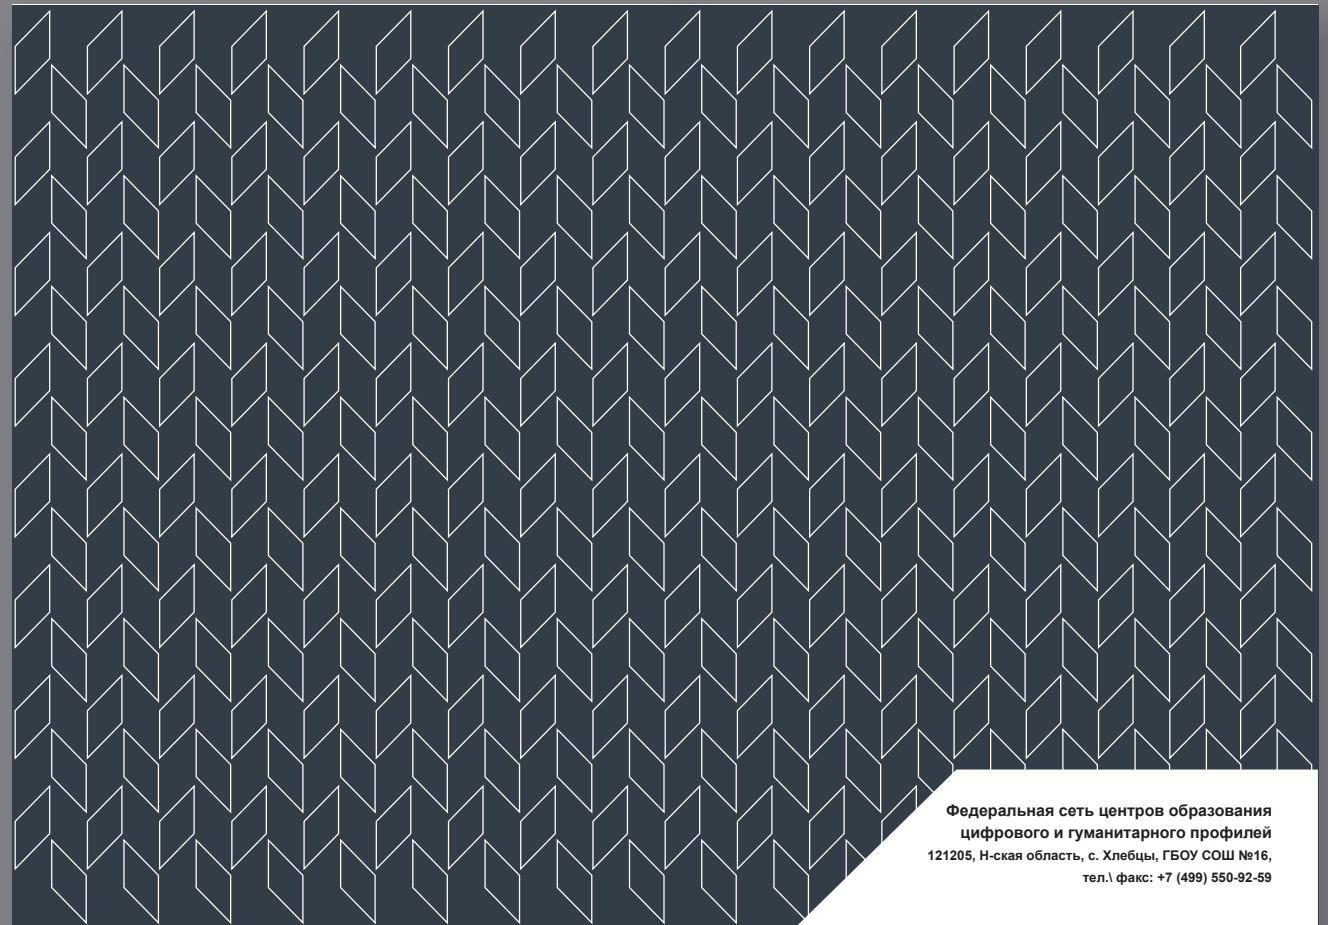 Федеральная сеть центров образования
цифрового и гуманитарного профилей
121205, Н-ская область, с. Хлебцы, ГБОУ СОШ №16,
тел.\ факс: +7 (499) 550-92-59